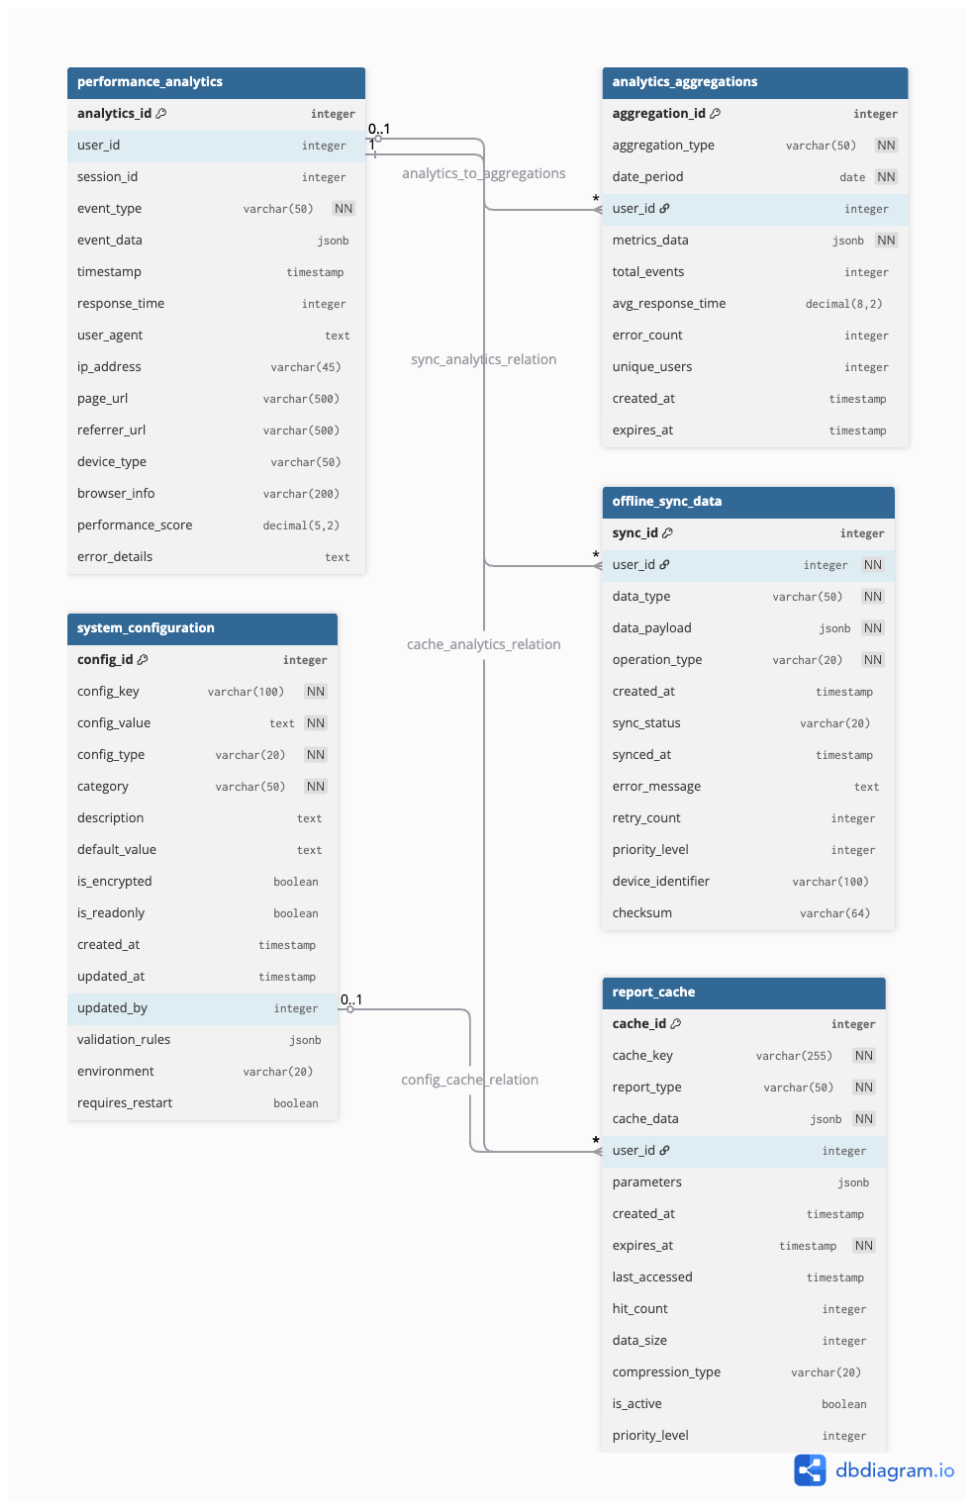 performance_analytics
analytics_id integer
user_id integer
session_id integer
event_type varchar(50) NN
event_data jsonb
timestamp timestamp
response_time integer
user_agent text
ip_address varchar(45)
page_url varchar(500)
referrer_url varchar(500)
device_type varchar(50)
browser_info varchar(200)
performance_score decimal(5,2)
error_details text
0..1
1
analytics_to_aggregations
*
sync_analytics_relation
*
cache_analytics_relation
analytics_aggregations
aggregation_id integer
aggregation_type varchar(50) NN
date_period date NN
user_id integer
metrics_data jsonb NN
total_events integer
avg_response_time decimal(8,2)
error_count integer
unique_users integer
created_at timestamp
expires_at timestamp
offline_sync_data
sync_id integer
user_id integer NN
data_type varchar(50) NN
data_payload jsonb NN
operation_type varchar(20) NN
created_at timestamp
sync_status varchar(20)
synced_at timestamp
error_message text
retry_count integer
priority_level integer
device_identifier varchar(100)
checksum varchar(64)
system_configuration
config_id integer
config_key varchar(100) NN
config_value text NN
config_type varchar(20) NN
category varchar(50) NN
description text
default_value text
is_encrypted boolean
is_readonly boolean
created_at timestamp
updated_at timestamp
updated_by integer
validation_rules jsonb
environment varchar(20)
requires_restart boolean
0..1
config_cache_relation
*
report_cache
cache_id integer
cache_key varchar(255) NN
report_type varchar(50) NN
cache_data jsonb NN
user_id integer
parameters jsonb
created_at timestamp
expires_at timestamp NN
last_accessed timestamp
hit_count integer
data_size integer
compression_type varchar(20)
is_active boolean
priority_level integer
dbdiagram.io